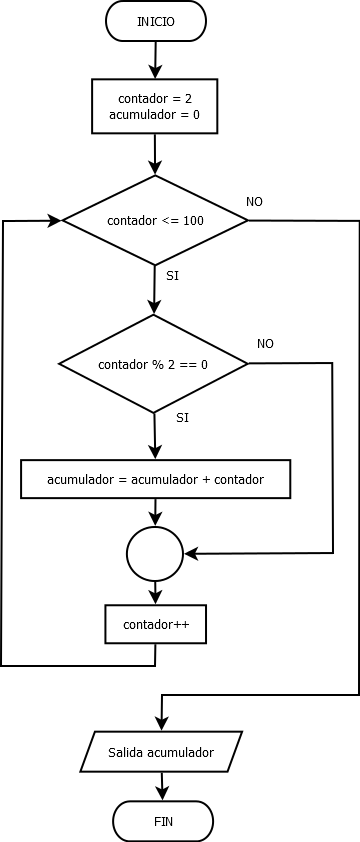 INICIO
contador = 2
acumulador = 0
contador <= 100
NO
SI
contador % 2 == 0
NO
SI
acumulador = acumulador + contador
contador++
Salida acumulador
FIN